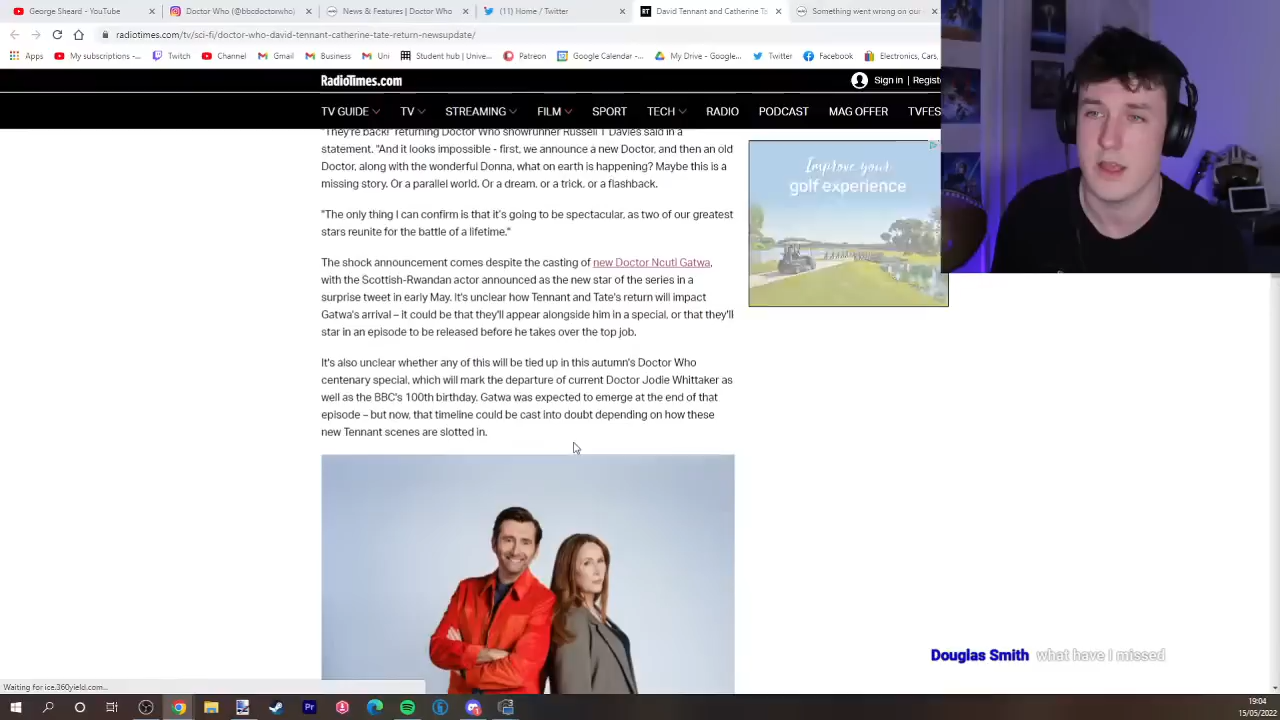 George Sheard - YouTube
Doctor Who (@bbcdoctorwho)
News & Features | Doctor Who
(11) Home / Twitter
David Tennant and Catherine Ta
Something went wrong on our
radiotimes.com/tv/sci-fi/doctor-who-david-tennant-catherine-tate-return-newsupdate/
Apps
My subscriptions -...
Twitch
Channel
Gmail
Business
Uni
Student hub | Unive...
Patreon
Google Calendar -...
My Drive - Google...
Twitter
Facebook
Electronics, Cars,
RadioTimes.com
Sign in | Registe
TV GUIDE
TV
STREAMING
FILM
SPORT
TECH
RADIO
PODCAST
MAG OFFER
TVFES
"They're back!" returning Doctor Who showrunner Russell T Davies said in a
statement. "And it looks impossible - first, we announce a new Doctor, and then an old
Doctor, along with the wonderful Donna, what on earth is happening? Maybe this is a
missing story. Or a parallel world. Or a dream, or a trick, or a flashback.
"The only thing I can confirm is that it's going to be spectacular, as two of our greatest
stars reunite for the battle of a lifetime."
The shock announcement comes despite the casting of new Doctor Ncuti Gatwa,
with the Scottish-Rwandan actor announced as the new star of the series in a
surprise tweet in early May. It's unclear how Tennant and Tate's return will impact
Gatwa's arrival – it could be that they'll appear alongside him in a special, or that they'll
star in an episode to be released before he takes over the top job.
It's also unclear whether any of this will be tied up in this autumn's Doctor Who
centenary special, which will mark the departure of current Doctor Jodie Whittaker as
well as the BBC's 100th birthday. Gatwa was expected to emerge at the end of that
episode – but now, that timeline could be cast into doubt depending on how these
new Tennant scenes are slotted in.
Improve your
golf experience
Douglas Smith what have I missed
Waiting for ice.360yield.com...
19:04
15/05/2022